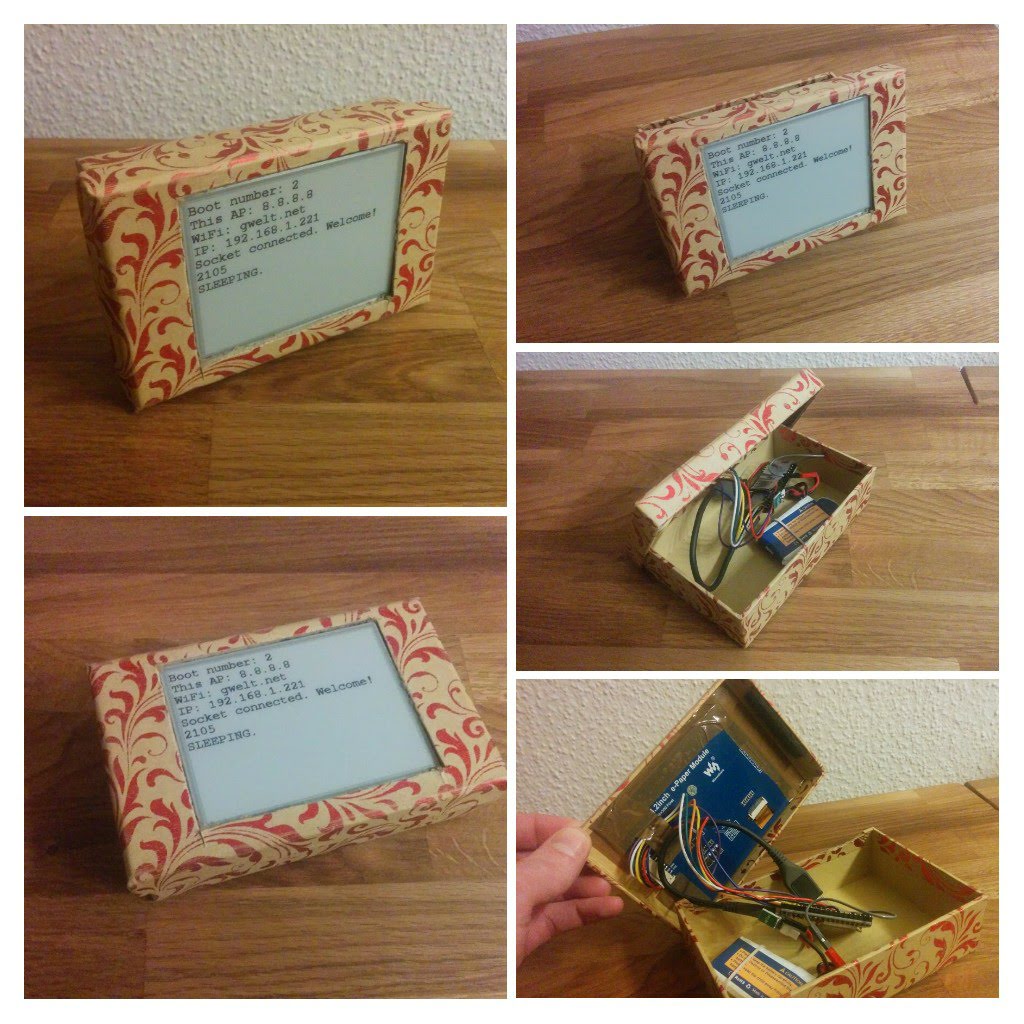 Boot number: 2
This AP: 8.8.8.8
WiFi: gwelt.net
IP: 192.168.1.221
Socket connected. Welcome!
2105
SLEEPING.
Boot number: 2
This AP: 8.8.8.8
WiFi: gwelt.net
IP: 192.168.1.221
Socket connected. Welcome!
2105
SLEEPING.
Boot number: 2
This AP: 8.8.8.8
WiFi: gwelt.net
IP: 192.168.1.221
Socket connected. Welcome!
2105
SLEEPING.
.2inch e-Paper Module